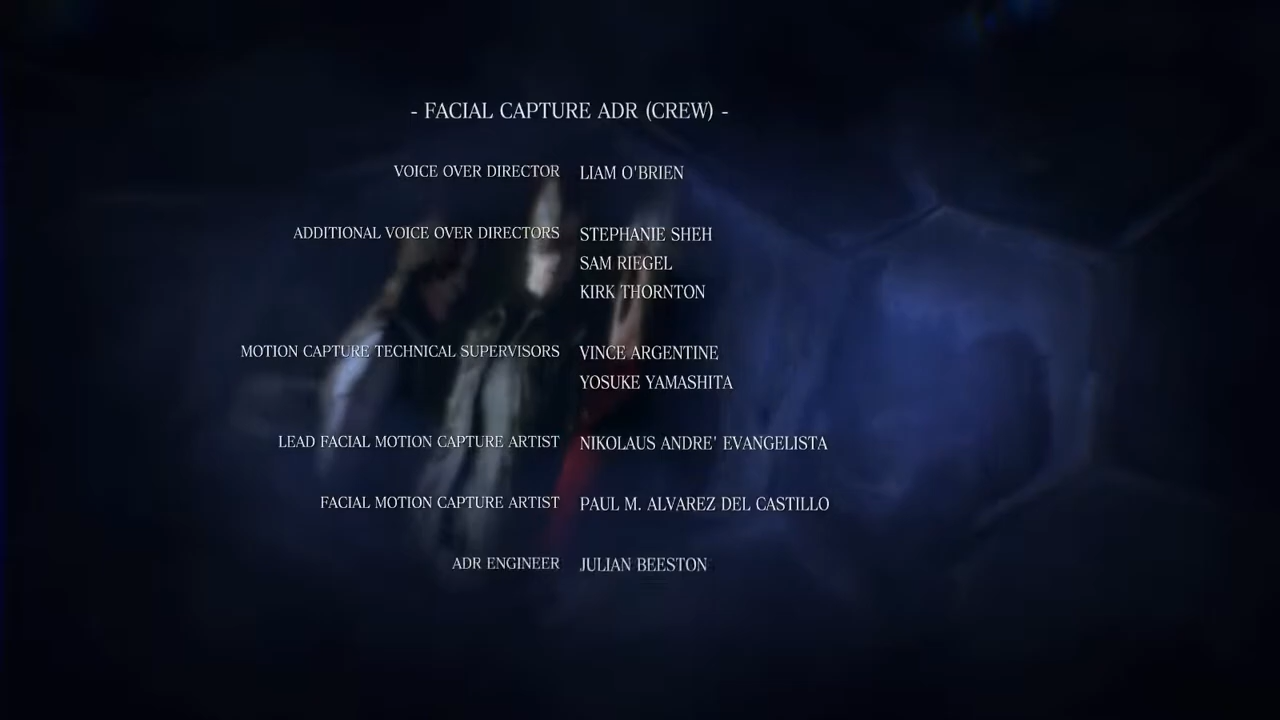 - FACIAL CAPTURE ADR (CREW) -
VOICE OVER DIRECTOR LIAM O'BRIEN
ADDITIONAL VOICE OVER DIRECTORS STEPHANIE SHEH
SAM RIEGEL
KIRK THORNTON
MOTION CAPTURE TECHNICAL SUPERVISORS VINCE ARGENTINE
YOSUKE YAMASHITA
LEAD FACIAL MOTION CAPTURE ARTIST NIKOLAUS ANDRE' EVANGELISTA
FACIAL MOTION CAPTURE ARTIST PAUL M. ALVAREZ DEL CASTILLO
ADR ENGINEER JULIAN BEESTON